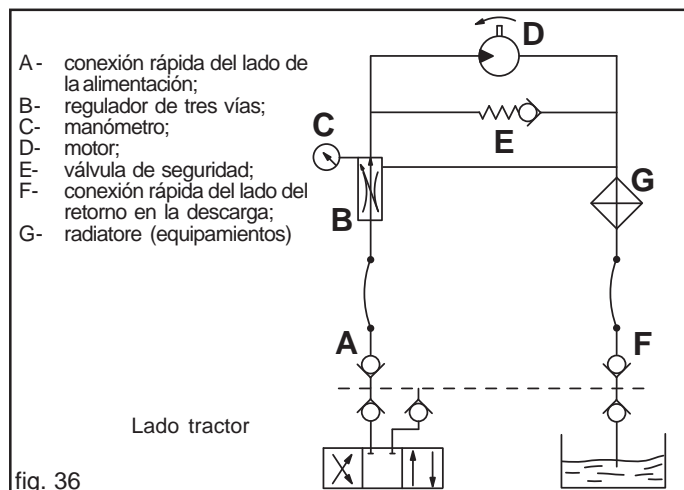 A- conexión rápida del lado de
la alimentación;
B- regulador de tres vías;
C- manómetro;
D- motor;
E- válvula de seguridad;
F- conexión rápida del lado del
retorno en la descarga;
G- radiatore (equipamientos)
D
C
E
B
G
A
F
Lado tractor
fig. 36